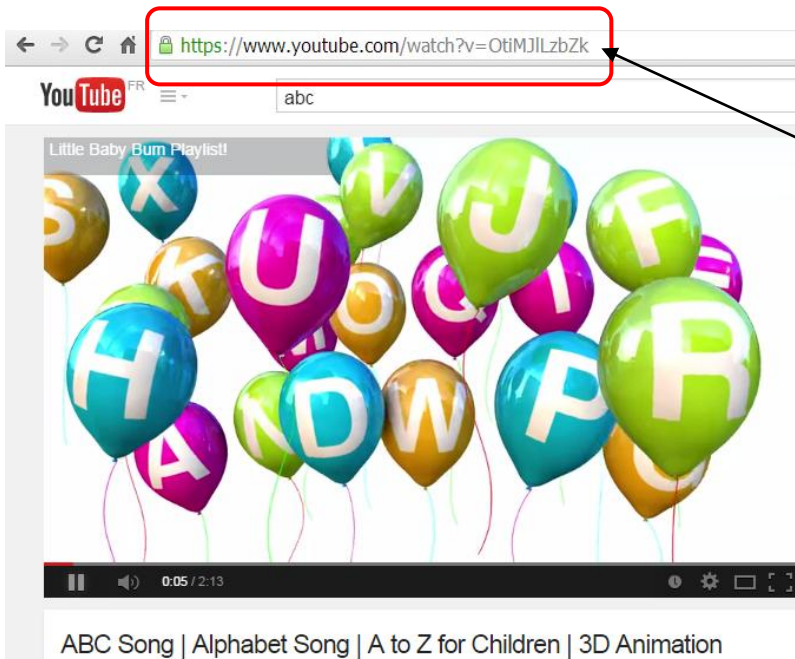 https://www.youtube.com/watch?v=OtiMJlLzbZk
YouTube FR
abc
Little Baby Bum Playlist!
S X V J F
K U O Q I E
H M R
A N D W P G
0:05 / 2:13
ABC Song | Alphabet Song | A to Z for Children | 3D Animation